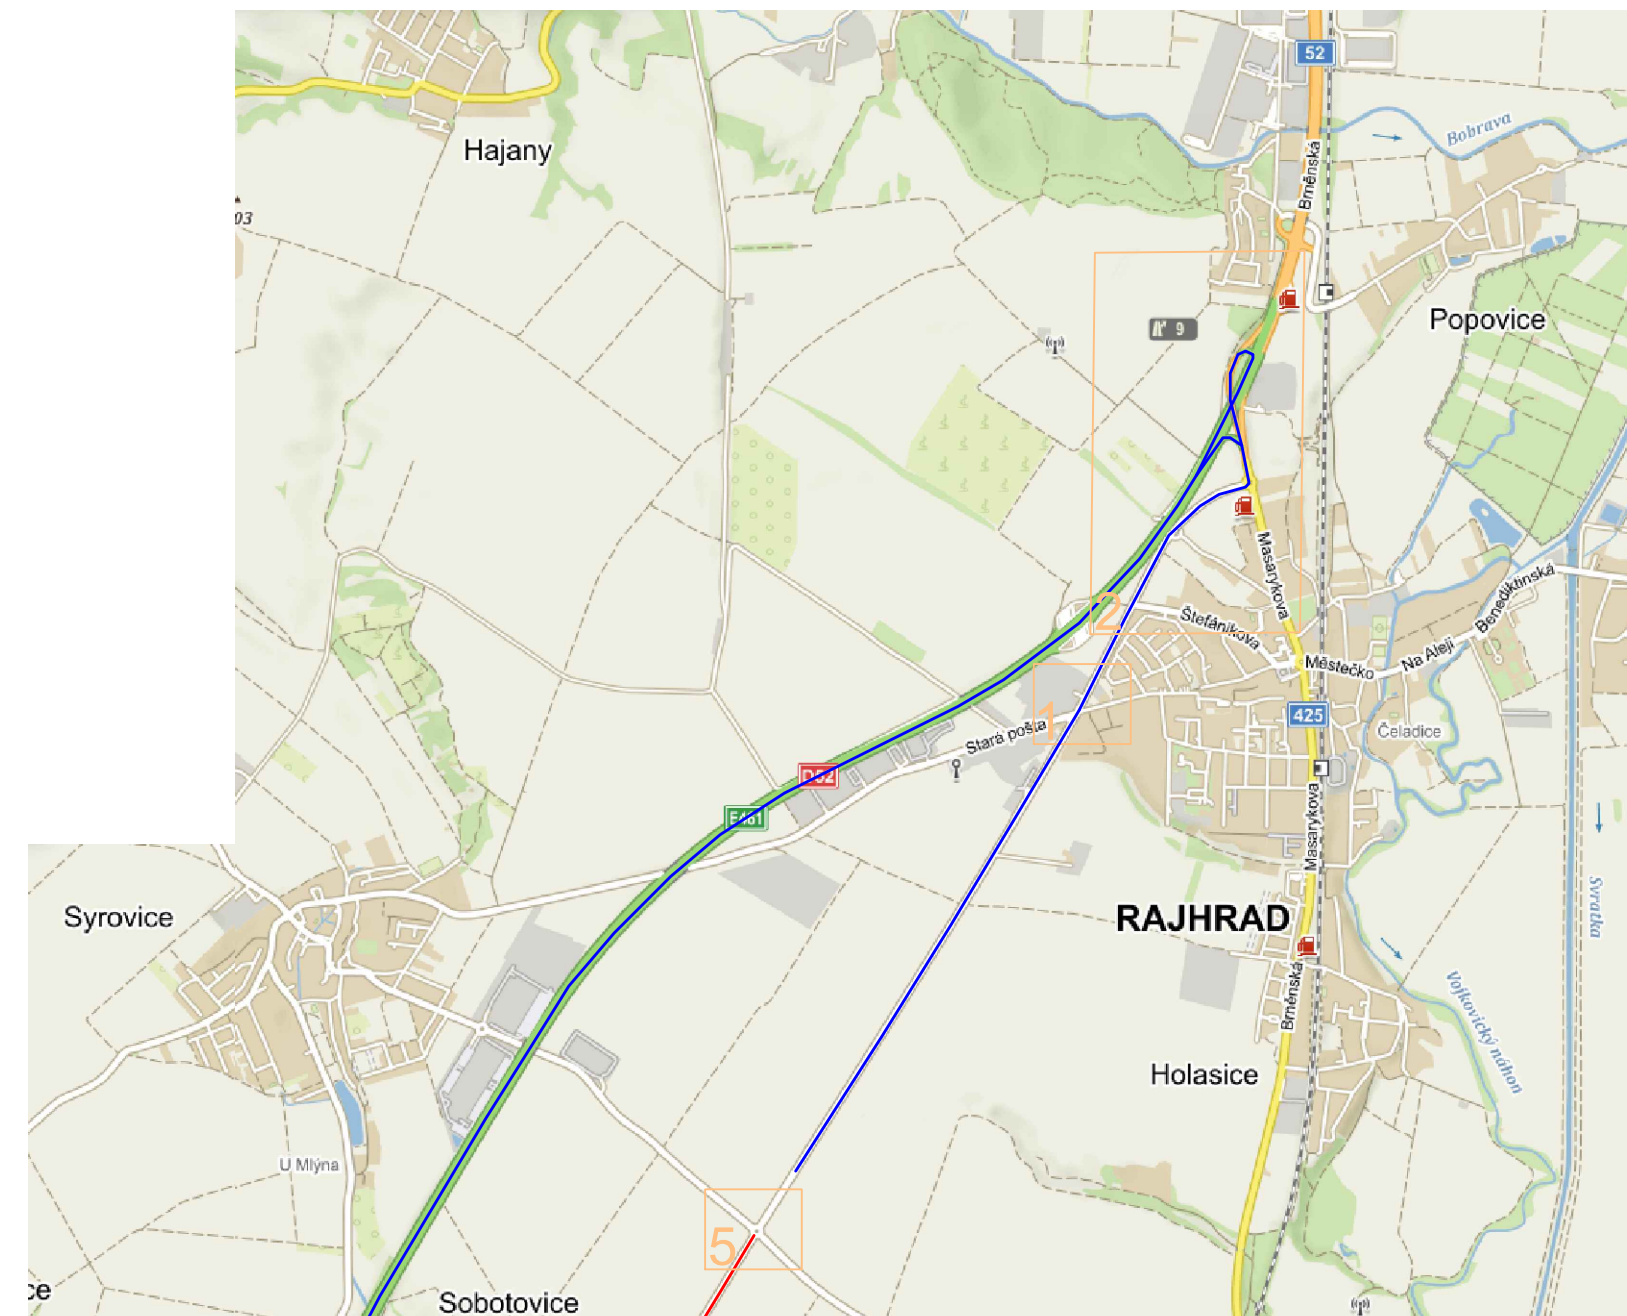 52
Bobrava
Brněnská
Hajany
03
Popovice
9
Masarykova
Benediktinská
2
Štefánikova
Městečko
Na Aleji
1
425
Stará pošta
Čeladice
D52
E461
Masarykova
Svratka
Syrovice
RAJHRAD
Brněnská
Vojkovický náhon
Holasice
U Mlýna
5
ce
Sobotovice